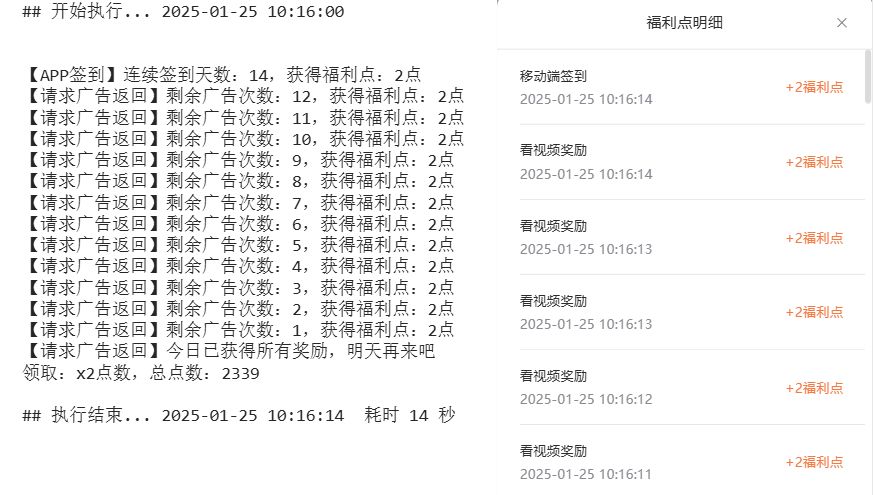 ## 开始执行... 2025-01-25 10:16:00
【APP签到】连续签到天数：14，获得福利点：2点
【请求广告返回】剩余广告次数：12，获得福利点：2点
【请求广告返回】剩余广告次数：11，获得福利点：2点
【请求广告返回】剩余广告次数：10，获得福利点：2点
【请求广告返回】剩余广告次数：9，获得福利点：2点
【请求广告返回】剩余广告次数：8，获得福利点：2点
【请求广告返回】剩余广告次数：7，获得福利点：2点
【请求广告返回】剩余广告次数：6，获得福利点：2点
【请求广告返回】剩余广告次数：5，获得福利点：2点
【请求广告返回】剩余广告次数：4，获得福利点：2点
【请求广告返回】剩余广告次数：3，获得福利点：2点
【请求广告返回】剩余广告次数：2，获得福利点：2点
【请求广告返回】剩余广告次数：1，获得福利点：2点
【请求广告返回】今日已获得所有奖励，明天再来吧
领取：x2点数，总点数：2339
## 执行结束... 2025-01-25 10:16:14  耗时 14 秒
福利点明细
移动端签到
+2福利点
2025-01-25 10:16:14
看视频奖励
+2福利点
2025-01-25 10:16:14
看视频奖励
+2福利点
2025-01-25 10:16:13
看视频奖励
+2福利点
2025-01-25 10:16:13
看视频奖励
+2福利点
2025-01-25 10:16:12
看视频奖励
+2福利点
2025-01-25 10:16:11